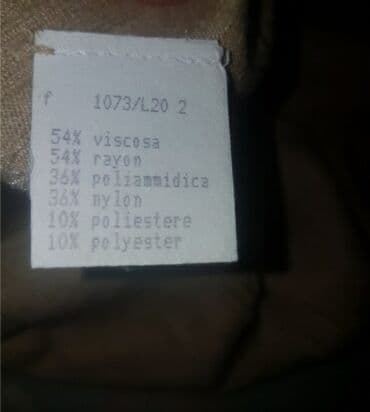 f 1073/L20 2
54% viscosa
54% rayon
36% poliammidica
36% nylon
10% poliestere
10% polyester